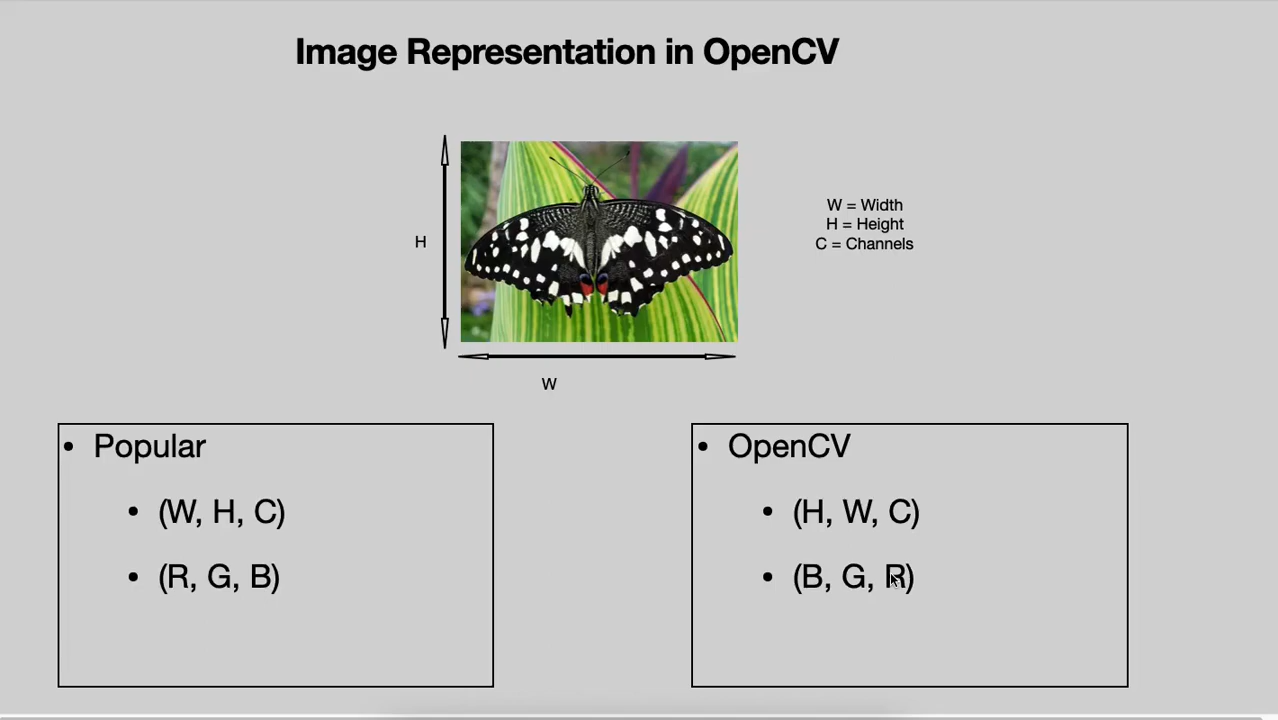 Image Representation in OpenCV
H
W = Width
H = Height
C = Channels
W
• Popular
• (W, H, C)
• (R, G, B)
• OpenCV
• (H, W, C)
• (B, G, R)